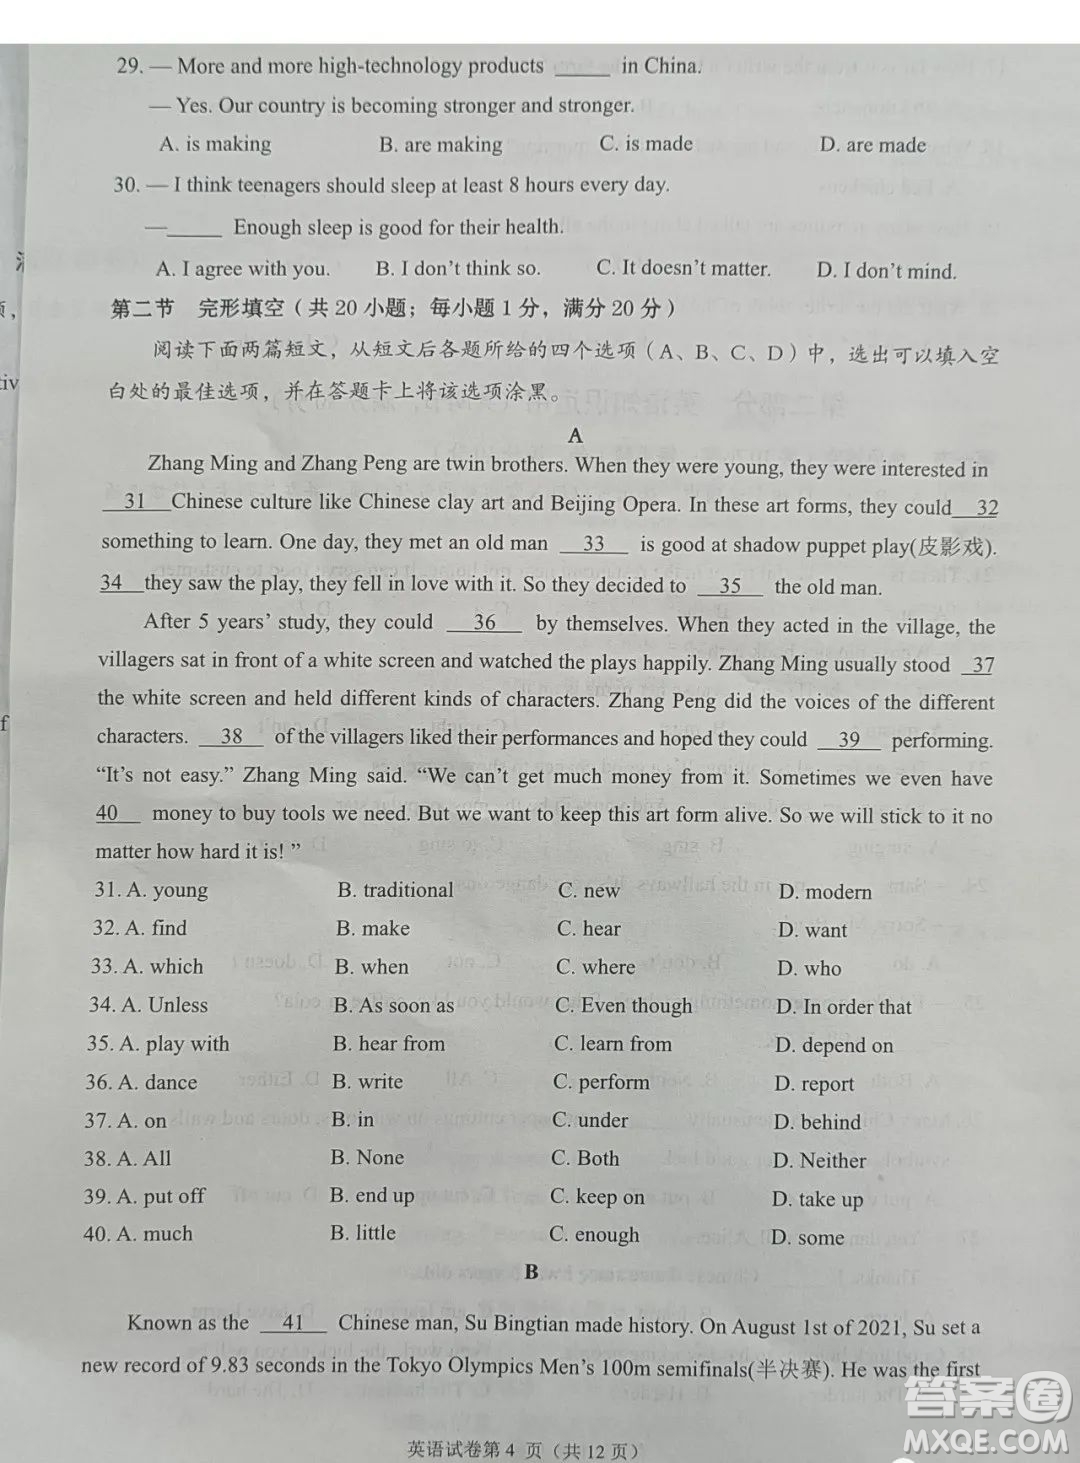 29. — More and more high-technology products _____ in China.
— Yes. Our country is becoming stronger and stronger.
A. is making B. are making C. is made D. are made
30. — I think teenagers should sleep at least 8 hours every day.
—_____ Enough sleep is good for their health.
A. I agree with you. B. I don't think so. C. It doesn't matter. D. I don't mind.
第二节 完形填空（共 20 小题；每小题 1 分，满分 20 分）
阅读下面两篇短文，从短文后各题所给的四个选项（A、B、C、D）中，选出可以填入空
白处的最佳选项，并在答题卡上将该选项涂黑。
A
Zhang Ming and Zhang Peng are twin brothers. When they were young, they were interested in
31 Chinese culture like Chinese clay art and Beijing Opera. In these art forms, they could 32
something to learn. One day, they met an old man 33 is good at shadow puppet play(皮影戏).
34 they saw the play, they fell in love with it. So they decided to 35 the old man.
After 5 years' study, they could 36 by themselves. When they acted in the village, the
villagers sat in front of a white screen and watched the plays happily. Zhang Ming usually stood 37
the white screen and held different kinds of characters. Zhang Peng did the voices of the different
characters. 38 of the villagers liked their performances and hoped they could 39 performing.
“It's not easy.” Zhang Ming said. “We can't get much money from it. Sometimes we even have
40 money to buy tools we need. But we want to keep this art form alive. So we will stick to it no
matter how hard it is! ”
31. A. young B. traditional C. new D. modern
32. A. find B. make C. hear D. want
33. A. which B. when C. where D. who
34. A. Unless B. As soon as C. Even though D. In order that
35. A. play with B. hear from C. learn from D. depend on
36. A. dance B. write C. perform D. report
37. A. on B. in C. under D. behind
38. A. All B. None C. Both D. Neither
39. A. put off B. end up C. keep on D. take up
40. A. much B. little C. enough D. some
B
Known as the 41 Chinese man, Su Bingtian made history. On August 1st of 2021, Su set a
new record of 9.83 seconds in the Tokyo Olympics Men's 100m semifinals(半决赛). He was the first
英语试卷第 4 页（共 12 页）
答案圈
MXQE.COM